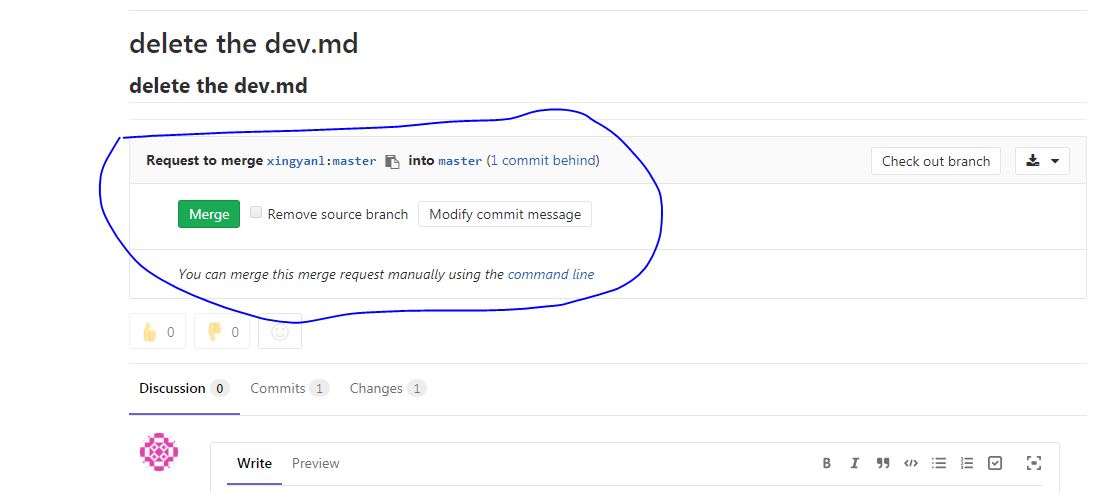 delete the dev.md
delete the dev.md
Request to merge xingyanl:master into master (1 commit behind)
Check out branch
Merge Remove source branch Modify commit message
You can merge this merge request manually using the command line
0 0
Discussion 0 Commits 1 Changes 1
Write Preview B I